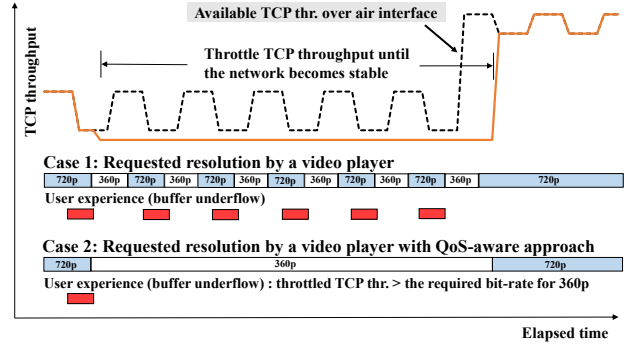 Available TCP thr. over air interface
Throttle TCP throughput until
the network becomes stable
TCP throughput
Case 1: Requested resolution by a video player
720p 360p 720p 360p 720p 360p 720p 360p 720p 360p 720p 360p 720p
User experience (buffer underflow)
Case 2: Requested resolution by a video player with QoS-aware approach
720p 360p 720p
User experience (buffer underflow) : throttled TCP thr. > the required bit-rate for 360p
Elapsed time